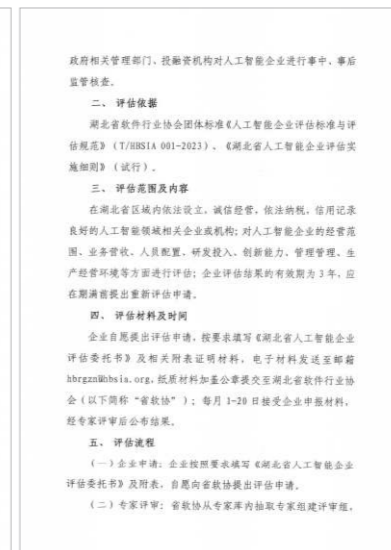 政府相关管理部门、投融资机构对人工智能企业进行事中、事后
监管核查。
二、评估依据
湖北省软件行业协会团体标准《人工智能企业评估标准与评
估规范》（T/HBSIA 001-2023）、《湖北省人工智能企业评估实
施细则》（试行）。
三、评估范围及内容
在湖北省区域内依法设立，诚信经营，依法纳税，信用记录
良好的人工智能领域相关企业或机构；对人工智能企业的经营范
围、业务营收、人员配置、研发投入、创新能力、管理管理、生
产经营环境等方面进行评估；企业评估结果的有效期为3年，应
在期满前提出重新评估申请。
四、评估材料及时间
企业自愿提出评估申请，按要求填写《湖北省人工智能企业
评估委托书》及相关附表证明材料，电子材料发送至邮箱
hbrgzn@hbsia.org,纸质材料加盖公章提交至湖北省软件行业协
会（以下简称“省软协”）；每月1-20日接受企业申报材料，
经专家评审后公布结果。
五、评估流程
（一）企业申请：企业按照要求填写《湖北省人工智能企业
评估委托书》及附表，自愿向省软协提出评估申请。
（二）专家评审：省软协从专家库内抽取专家组建评审组，